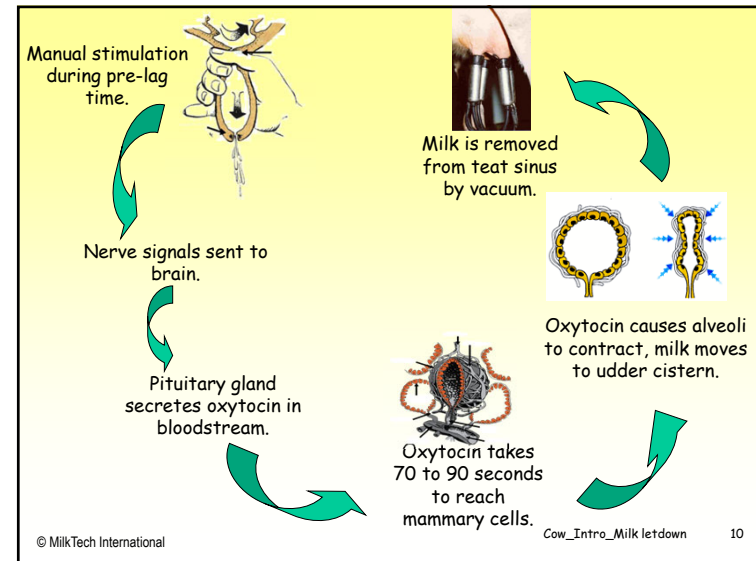 Manual stimulation
during pre-lag
time.
Nerve signals sent to
brain.
Pituitary gland
secretes oxytocin in
bloodstream.
Oxytocin takes
70 to 90 seconds
to reach
mammary cells.
Oxytocin causes alveoli
to contract, milk moves
to udder cistern.
Milk is removed
from teat sinus
by vacuum.
© MilkTech International
Cow_Intro_Milk letdown 10